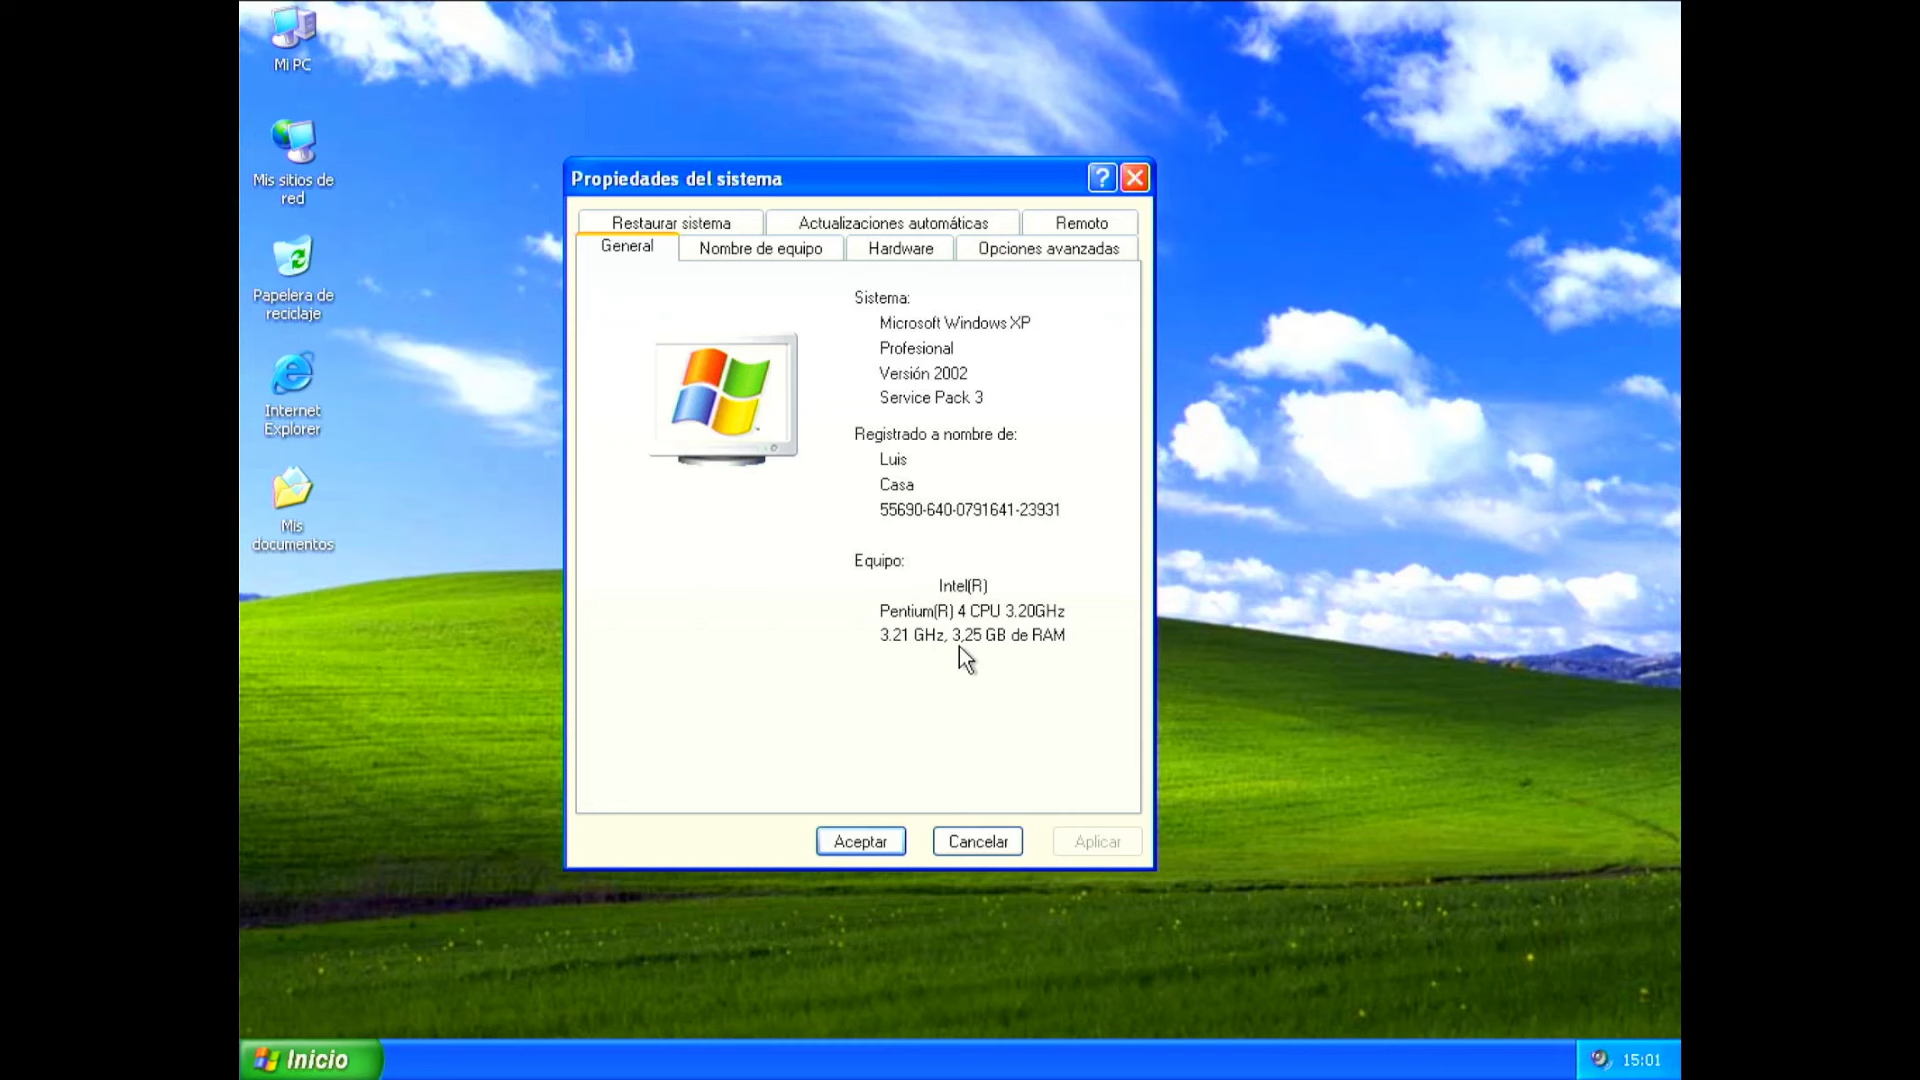 Mi PC
Mis sitios de
red
Papelera de
reciclaje
Internet
Explorer
Mis
documentos
Propiedades del sistema
Restaurar sistema
Actualizaciones automáticas
Remoto
General
Nombre de equipo
Hardware
Opciones avanzadas
Sistema:
Microsoft Windows XP
Profesional
Versión 2002
Service Pack 3
Registrado a nombre de:
Luis
Casa
55690-640-0791641-23931
Equipo:
Intel(R)
Pentium(R) 4 CPU 3.20GHz
3.21 GHz, 3,25 GB de RAM
Aceptar
Cancelar
Aplicar
Inicio
15:01